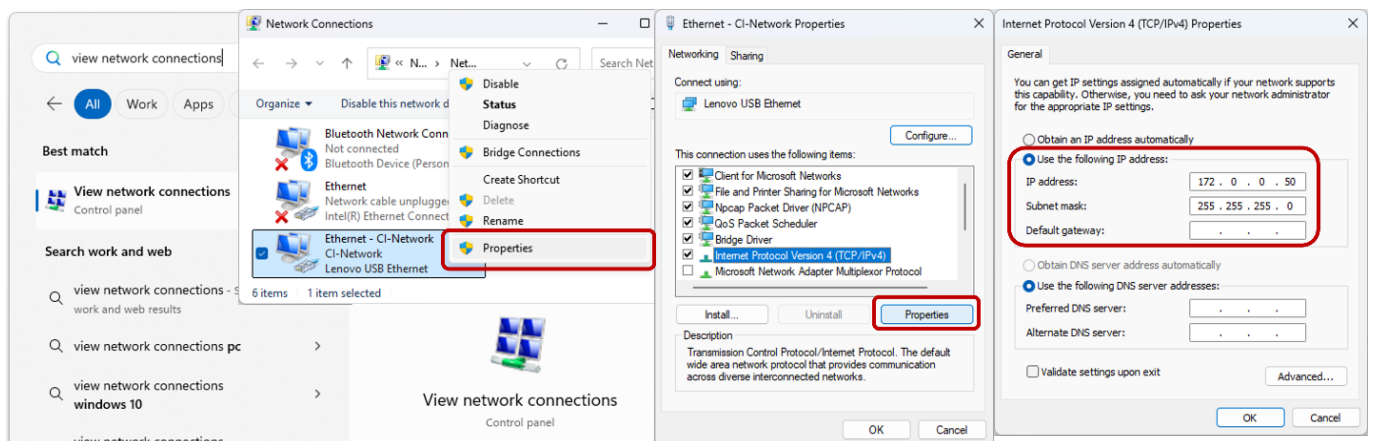 view network connections
All
Work
Apps
Best match
View network connections
Control panel
Search work and web
view network connections - S
work and web results
view network connections pc
view network connections
windows 10
View network connections
Control panel
Network Connections
« N... › Net...
Search Net
Organize
Disable this network d
Bluetooth Network Conn
Not connected
Bluetooth Device (Person
Ethernet
Network cable unplugge
Intel(R) Ethernet Connect
Ethernet - CI-Network
CI-Network
Lenovo USB Ethernet
6 items
1 item selected
Disable
Status
Diagnose
Bridge Connections
Create Shortcut
Delete
Rename
Properties
Ethernet - CI-Network Properties
Networking
Sharing
Connect using:
Lenovo USB Ethernet
Configure...
This connection uses the following items:
Client for Microsoft Networks
File and Printer Sharing for Microsoft Networks
Npcap Packet Driver (NPCAP)
QoS Packet Scheduler
Bridge Driver
Internet Protocol Version 4 (TCP/IPv4)
Microsoft Network Adapter Multiplexor Protocol
Install...
Uninstall
Properties
Description
Transmission Control Protocol/Internet Protocol. The default
wide area network protocol that provides communication
across diverse interconnected networks.
OK
Cancel
Internet Protocol Version 4 (TCP/IPv4) Properties
General
You can get IP settings assigned automatically if your network supports
this capability. Otherwise, you need to ask your network administrator
for the appropriate IP settings.
Obtain an IP address automatically
Use the following IP address:
IP address: 172 . 0 . 0 . 50
Subnet mask: 255 . 255 . 255 . 0
Default gateway: . . .
Obtain DNS server address automatically
Use the following DNS server addresses:
Preferred DNS server: . . .
Alternate DNS server: . . .
Validate settings upon exit
Advanced...
OK
Cancel